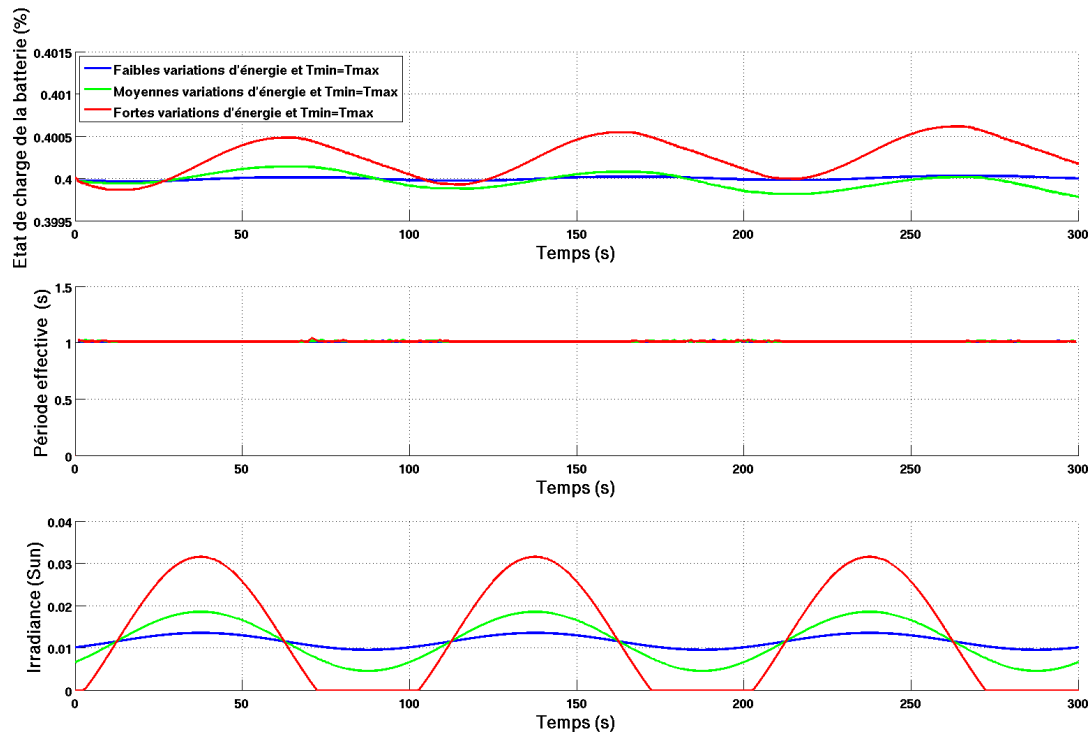 Etat de charge de la batterie (%)
0.4015
0.401
0.4005
0.4
0.3995
Faibles variations d'énergie et Tmin=Tmax
Moyennes variations d'énergie et Tmin=Tmax
Fortes variations d'énergie et Tmin=Tmax
0 50 100 150 200 250 300
Temps (s)
Période effective (s)
1.5
1
0.5
0
0 50 100 150 200 250 300
Temps (s)
Irradiance (Sun)
0.04
0.03
0.02
0.01
0
0 50 100 150 200 250 300
Temps (s)